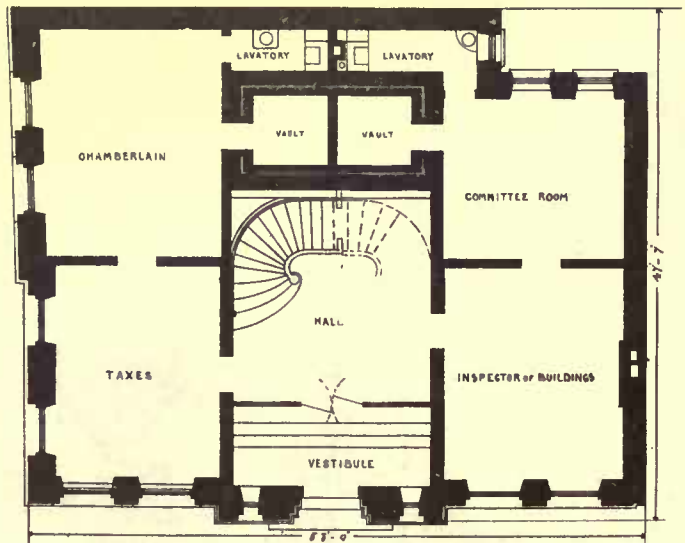 LAVATORY
LAVATORY
VAULT
VAULT
CHAMBERLAIN
COMMITTEE ROOM
HALL
TAXES
INSPECTOR OF BUILDINGS
VESTIBULE